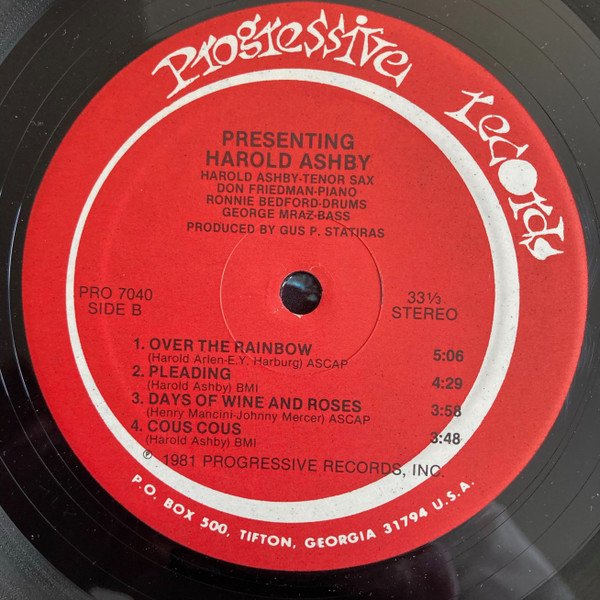 Progressive records
PRESENTING
HAROLD ASHBY
HAROLD ASHBY-TENOR SAX
DON FRIEDMAN-PIANO
RONNIE BEDFORD-DRUMS
GEORGE MRAZ-BASS
PRODUCED BY GUS P. STATIRAS
PRO 7040
SIDE B
33⅓
STEREO
1. OVER THE RAINBOW 5:06
(Harold Arlen-E.Y. Harburg) ASCAP
2. PLEADING 4:29
(Harold Ashby) BMI
3. DAYS OF WINE AND ROSES 3:58
(Henry Mancini-Johnny Mercer) ASCAP
4. COUS COUS 3:48
(Harold Ashby) BMI
℗ 1981 PROGRESSIVE RECORDS, INC.
P.O. BOX 500, TIFTON, GEORGIA 31794 U.S.A.